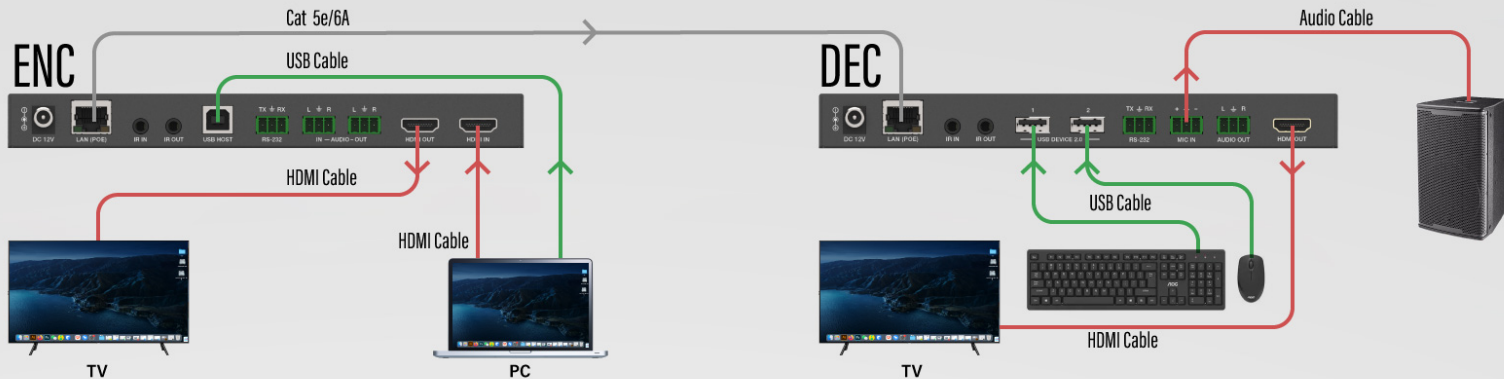 Cat 5e/6A
Audio Cable
ENC
USB Cable
DEC
TX RX
L R
L R
DC 12V
LAN (POE)
IR IN
IR OUT
USB HOST
RS-232
IN — AUDIO — OUT
HDMI OUT
HDMI IN
1
2
TX RX
+ -
L R
DC 12V
LAN (POE)
IR IN
IR OUT
USB DEVICE 2.0
RS-232
MIC IN
AUDIO OUT
HDMI OUT
HDMI Cable
USB Cable
HDMI Cable
AOC
HDMI Cable
TV
PC
TV